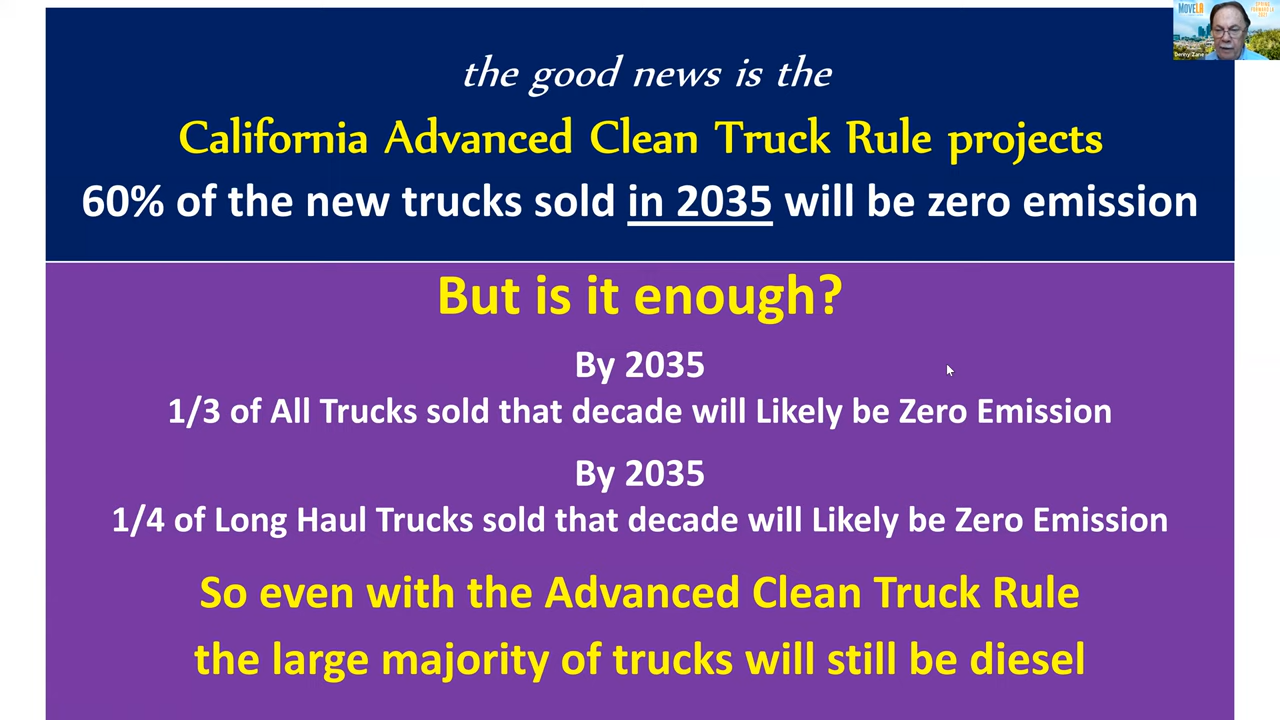 the good news is the
California Advanced Clean Truck Rule projects
60% of the new trucks sold in 2035 will be zero emission
But is it enough?
By 2035
1/3 of All Trucks sold that decade will Likely be Zero Emission
By 2035
1/4 of Long Haul Trucks sold that decade will Likely be Zero Emission
So even with the Advanced Clean Truck Rule
the large majority of trucks will still be diesel
MOVELA
Denny Zane